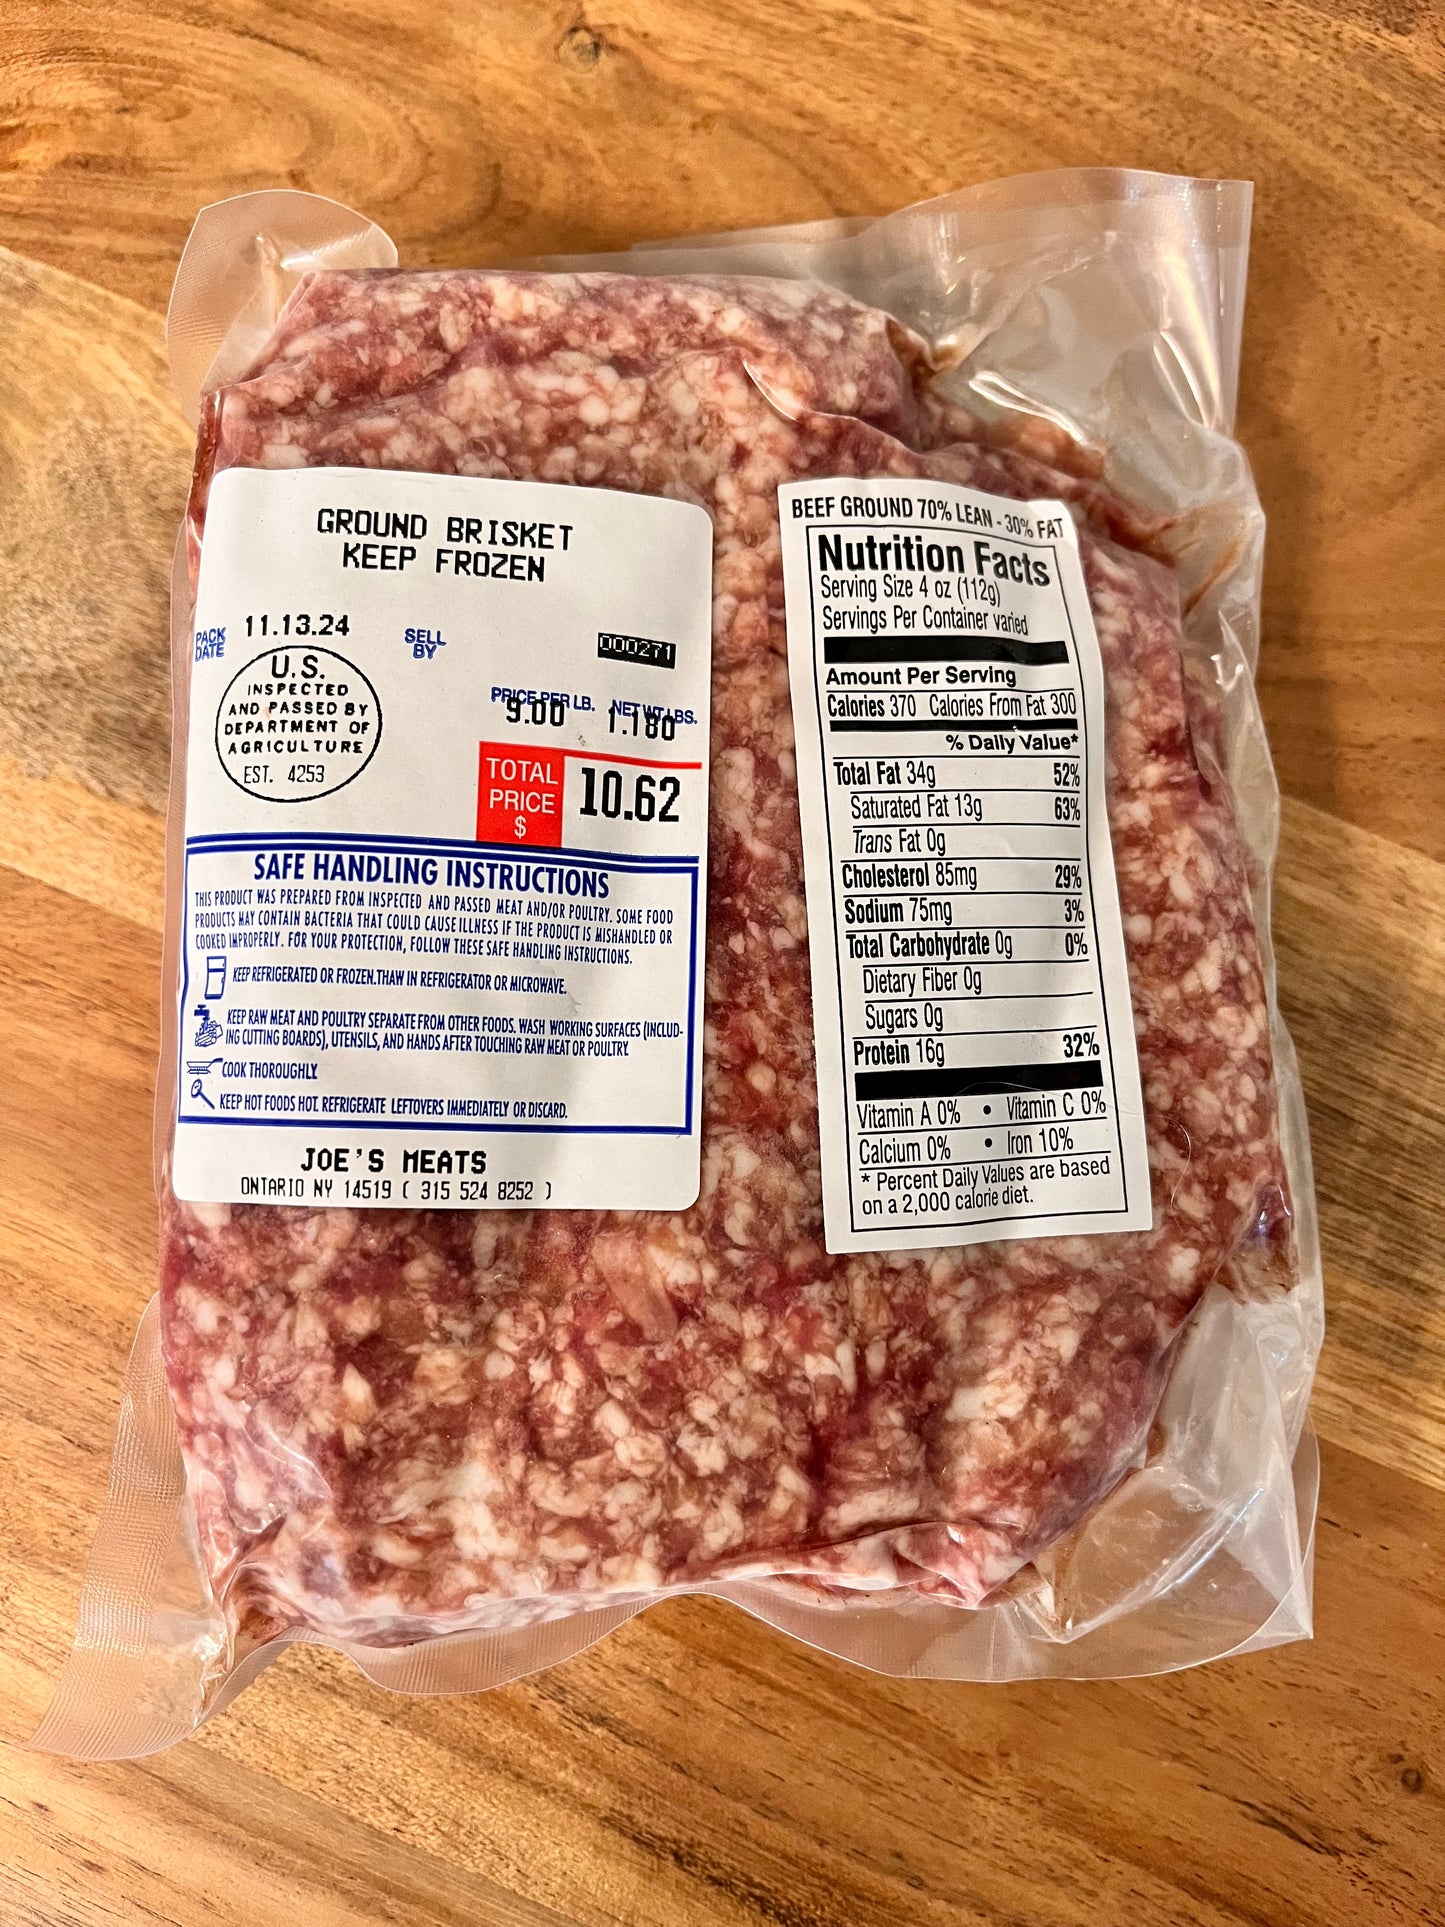 GROUND BRISKET
KEEP FROZEN
PACK DATE 11.13.24
SELL BY
000271
U.S.
INSPECTED
AND PASSED BY
DEPARTMENT OF
AGRICULTURE
EST. 4253
PRICE PER LB. NET WT LBS.
9.00 1.180
TOTAL PRICE $ 10.62
SAFE HANDLING INSTRUCTIONS
THIS PRODUCT WAS PREPARED FROM INSPECTED AND PASSED MEAT AND/OR POULTRY. SOME FOOD
PRODUCTS MAY CONTAIN BACTERIA THAT COULD CAUSE ILLNESS IF THE PRODUCT IS MISHANDLED OR
COOKED IMPROPERLY. FOR YOUR PROTECTION, FOLLOW THESE SAFE HANDLING INSTRUCTIONS.
KEEP REFRIGERATED OR FROZEN.THAW IN REFRIGERATOR OR MICROWAVE.
KEEP RAW MEAT AND POULTRY SEPARATE FROM OTHER FOODS. WASH WORKING SURFACES (INCLUD-
ING CUTTING BOARDS), UTENSILS, AND HANDS AFTER TOUCHING RAW MEAT OR POULTRY.
COOK THOROUGHLY.
KEEP HOT FOODS HOT. REFRIGERATE LEFTOVERS IMMEDIATELY OR DISCARD.
JOE'S MEATS
ONTARIO NY 14519 ( 315 524 8252 )
BEEF GROUND 70% LEAN - 30% FAT
Nutrition Facts
Serving Size 4 oz (112g)
Servings Per Container varied
Amount Per Serving
Calories 370 Calories From Fat 300
% Daily Value*
Total Fat 34g 52%
Saturated Fat 13g 63%
Trans Fat 0g
Cholesterol 85mg 29%
Sodium 75mg 3%
Total Carbohydrate 0g 0%
Dietary Fiber 0g
Sugars 0g
Protein 16g 32%
Vitamin A 0% • Vitamin C 0%
Calcium 0% • Iron 10%
* Percent Daily Values are based
on a 2,000 calorie diet.